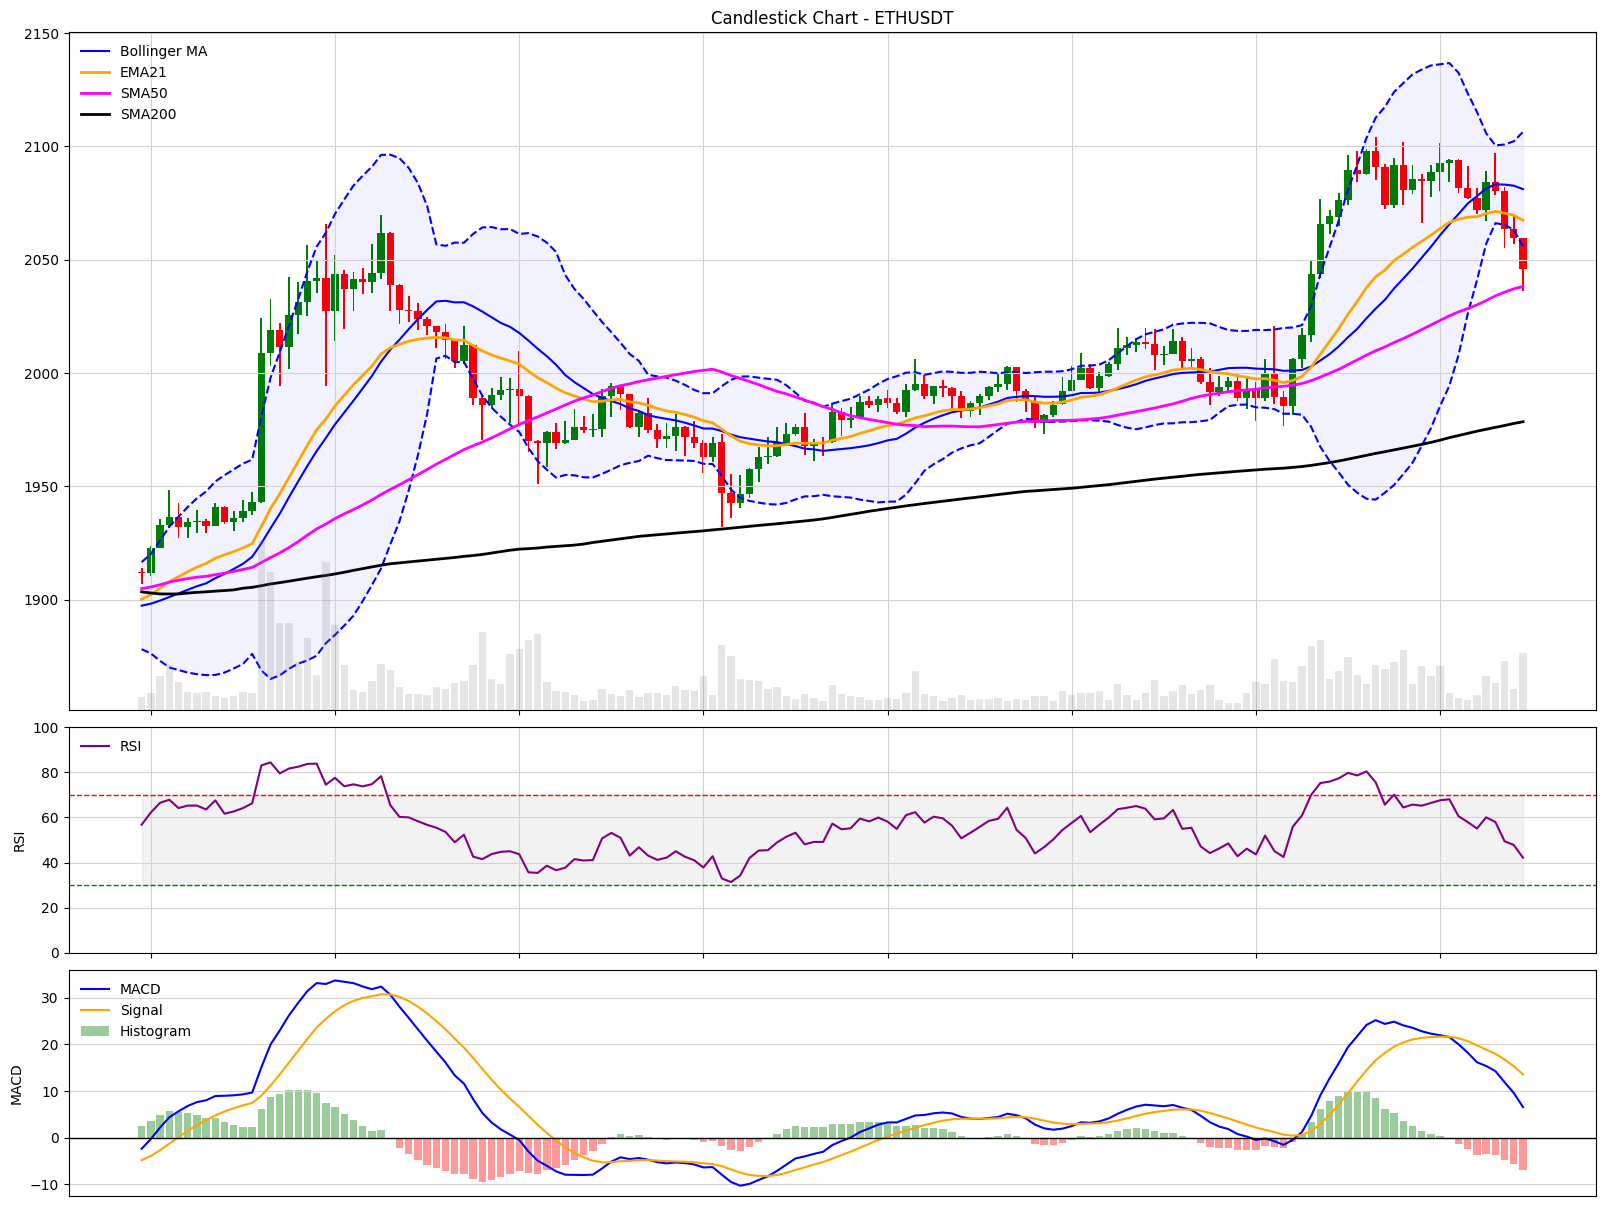 Candlestick Chart - ETHUSDT
2150
2100
2050
2000
1950
1900
Bollinger MA
EMA21
SMA50
SMA200
100
80
60
40
20
0
RSI
RSI
30
20
10
0
−10
MACD
MACD
Signal
Histogram